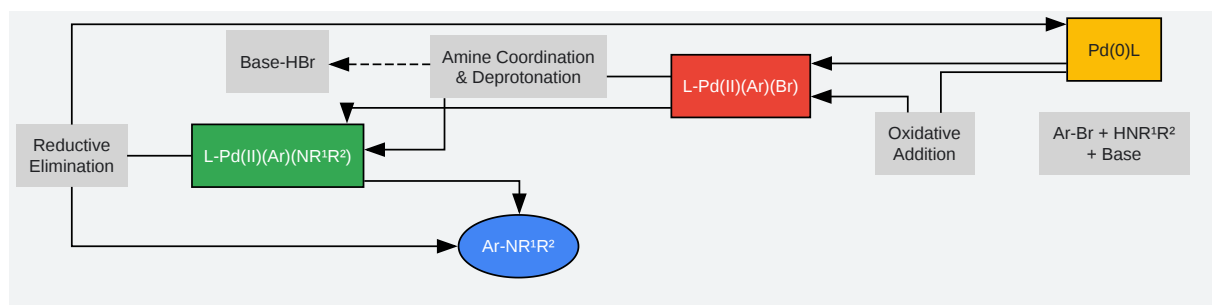 Pd(0)L
Base-HBr
Amine Coordination
& Deprotonation
L-Pd(II)(Ar)(Br)
Reductive
Elimination
L-Pd(II)(Ar)(NR¹R²)
Oxidative
Addition
Ar-Br + HNR¹R²
+ Base
Ar-NR¹R²